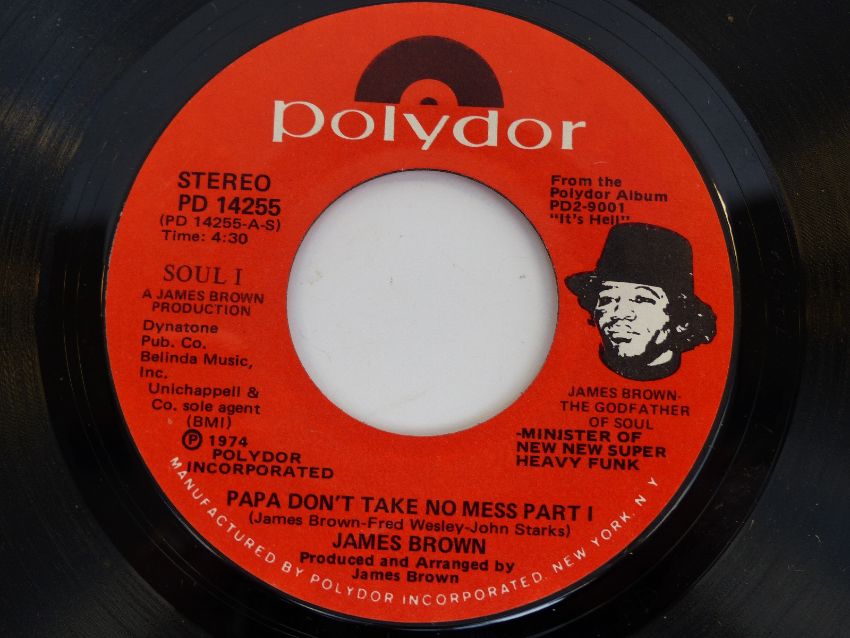 polydor
STEREO
PD 14255
(PD 14255-A-S)
Time: 4:30
SOUL I
A JAMES BROWN
PRODUCTION
Dynatone
Pub. Co.
Belinda Music,
Inc.
Unichappell &
Co. sole agent
(BMI)
Ⓟ 1974
POLYDOR
INCORPORATED
From the
Polydor Album
PD2-9001
"It's Hell"
JAMES BROWN-
THE GODFATHER
OF SOUL
-MINISTER OF
NEW NEW SUPER
HEAVY FUNK
PAPA DON'T TAKE NO MESS PART I
(James Brown-Fred Wesley-John Starks)
JAMES BROWN
Produced and Arranged by
James Brown
MANUFACTURED BY POLYDOR INCORPORATED, NEW YORK, N Y